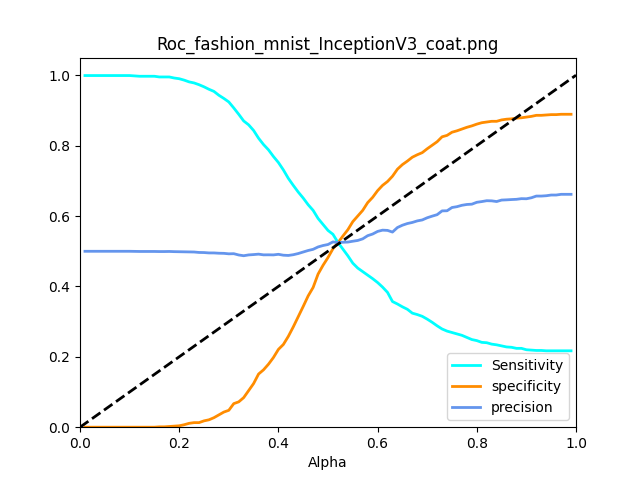 Roc_fashion_mnist_InceptionV3_coat.png
1.0
0.8
0.6
0.4
0.2
0.0
Sensitivity
specificity
precision
0.0 0.2 0.4 0.6 0.8 1.0
Alpha